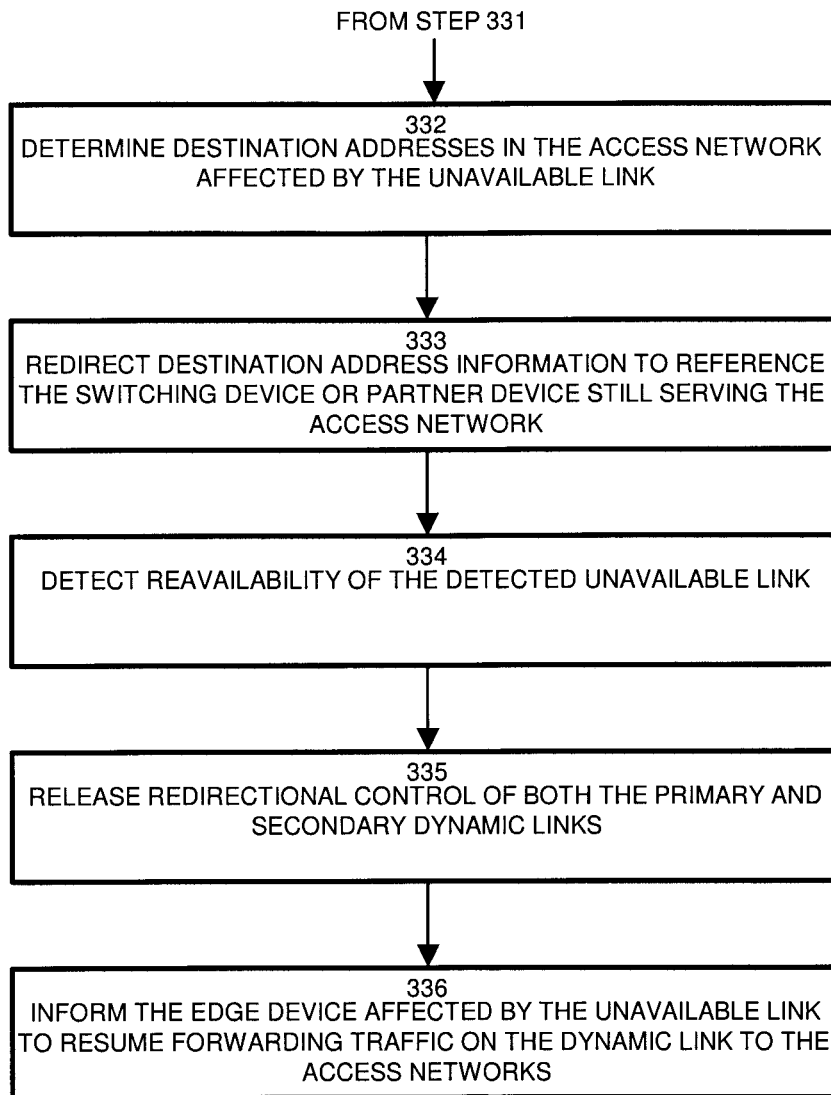 FROM STEP 331
332
DETERMINE DESTINATION ADDRESSES IN THE ACCESS NETWORK
AFFECTED BY THE UNAVAILABLE LINK
333
REDIRECT DESTINATION ADDRESS INFORMATION TO REFERENCE
THE SWITCHING DEVICE OR PARTNER DEVICE STILL SERVING THE
ACCESS NETWORK
334
DETECT REAVAILABILITY OF THE DETECTED UNAVAILABLE LINK
335
RELEASE REDIRECTIONAL CONTROL OF BOTH THE PRIMARY AND
SECONDARY DYNAMIC LINKS
336
INFORM THE EDGE DEVICE AFFECTED BY THE UNAVAILABLE LINK
TO RESUME FORWARDING TRAFFIC ON THE DYNAMIC LINK TO THE
ACCESS NETWORKS